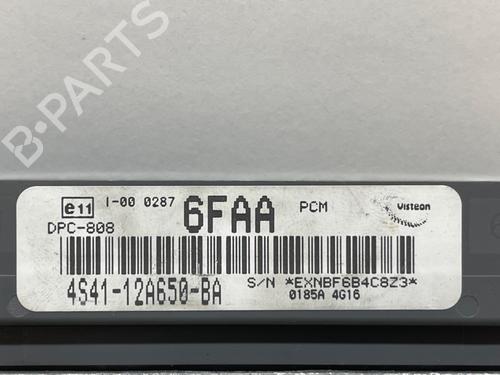 B-PARTS
e11 I-00 0287 6FAA PCM Visteon
DPC-808
4S41-12A650-BA S/N *EXNBF6B4C8Z3*
0185A 4G16